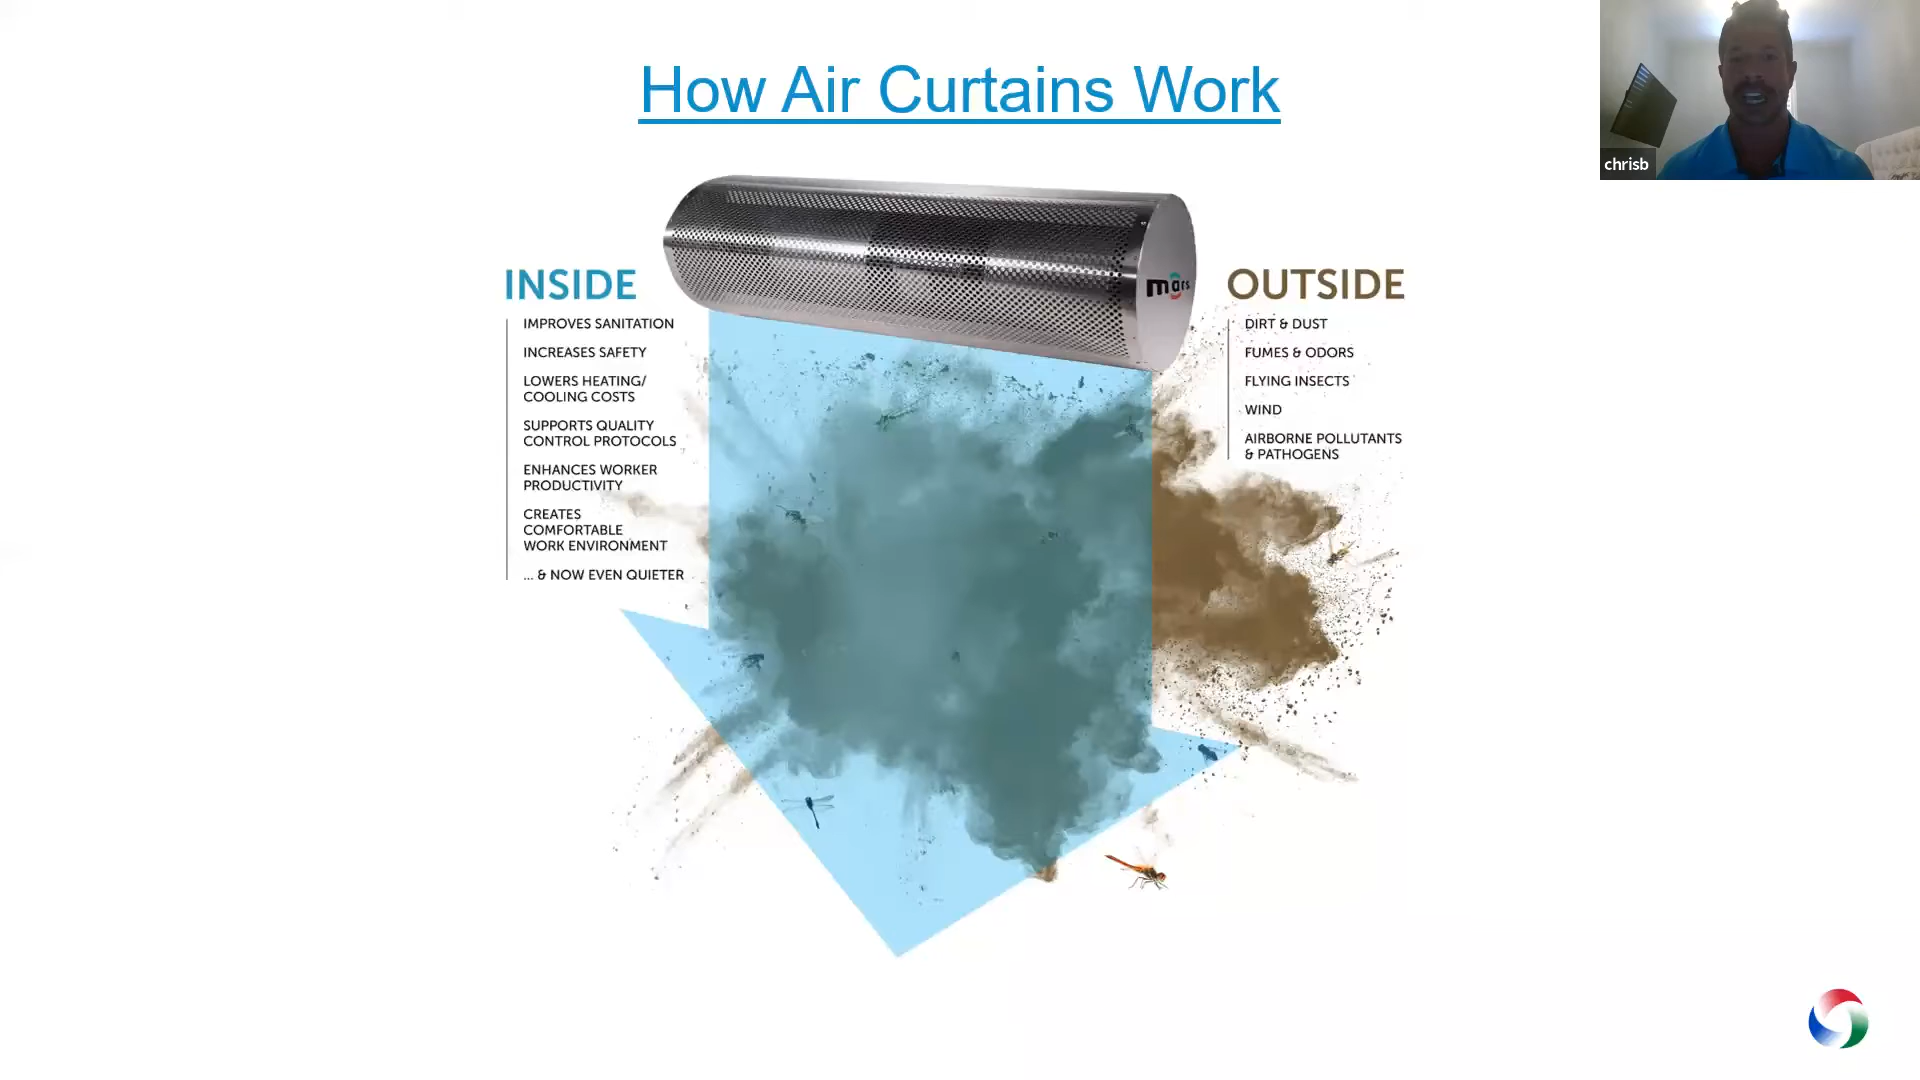 How Air Curtains Work
chrisb
mars
INSIDE
IMPROVES SANITATION
INCREASES SAFETY
LOWERS HEATING/
COOLING COSTS
SUPPORTS QUALITY
CONTROL PROTOCOLS
ENHANCES WORKER
PRODUCTIVITY
CREATES
COMFORTABLE
WORK ENVIRONMENT
... & NOW EVEN QUIETER
OUTSIDE
DIRT & DUST
FUMES & ODORS
FLYING INSECTS
WIND
AIRBORNE POLLUTANTS
& PATHOGENS